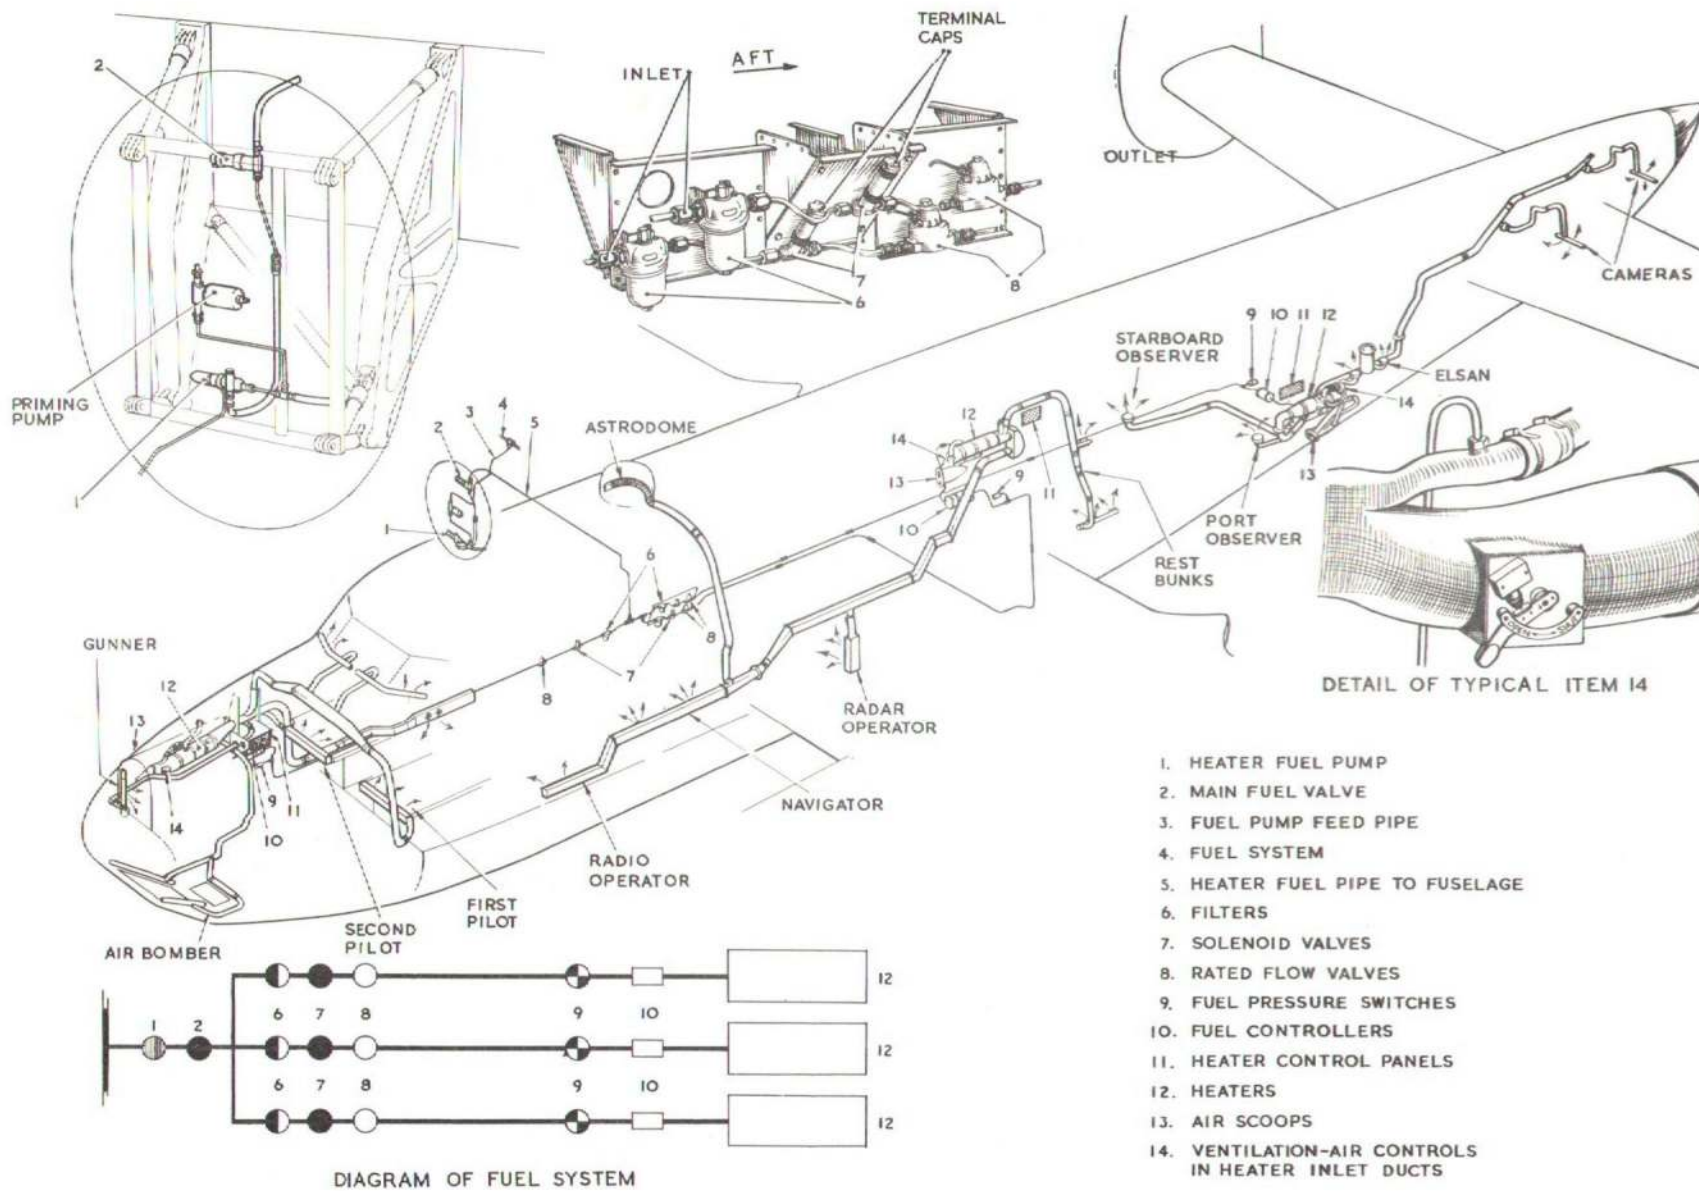 TERMINAL
CAPS
INLET
AFT
2
OUTLET
7
6
8
CAMERAS
PRIMING
PUMP
1
STARBOARD
OBSERVER
9 10 11 12
ELSAN
14
13
2 3 4 5
ASTRODOME
1
12
14
13
11
9
10
PORT
OBSERVER
REST
BUNKS
6
8
7
8
GUNNER
12
13
9
11
14
10
RADAR
OPERATOR
OPEN
SHUT
DETAIL OF TYPICAL ITEM 14
NAVIGATOR
RADIO
OPERATOR
FIRST
PILOT
SECOND
PILOT
AIR BOMBER
12
6 7 8 9 10
1 2
12
6 7 8 9 10
12
DIAGRAM OF FUEL SYSTEM
1. HEATER FUEL PUMP
2. MAIN FUEL VALVE
3. FUEL PUMP FEED PIPE
4. FUEL SYSTEM
5. HEATER FUEL PIPE TO FUSELAGE
6. FILTERS
7. SOLENOID VALVES
8. RATED FLOW VALVES
9. FUEL PRESSURE SWITCHES
10. FUEL CONTROLLERS
11. HEATER CONTROL PANELS
12. HEATERS
13. AIR SCOOPS
14. VENTILATION-AIR CONTROLS
IN HEATER INLET DUCTS